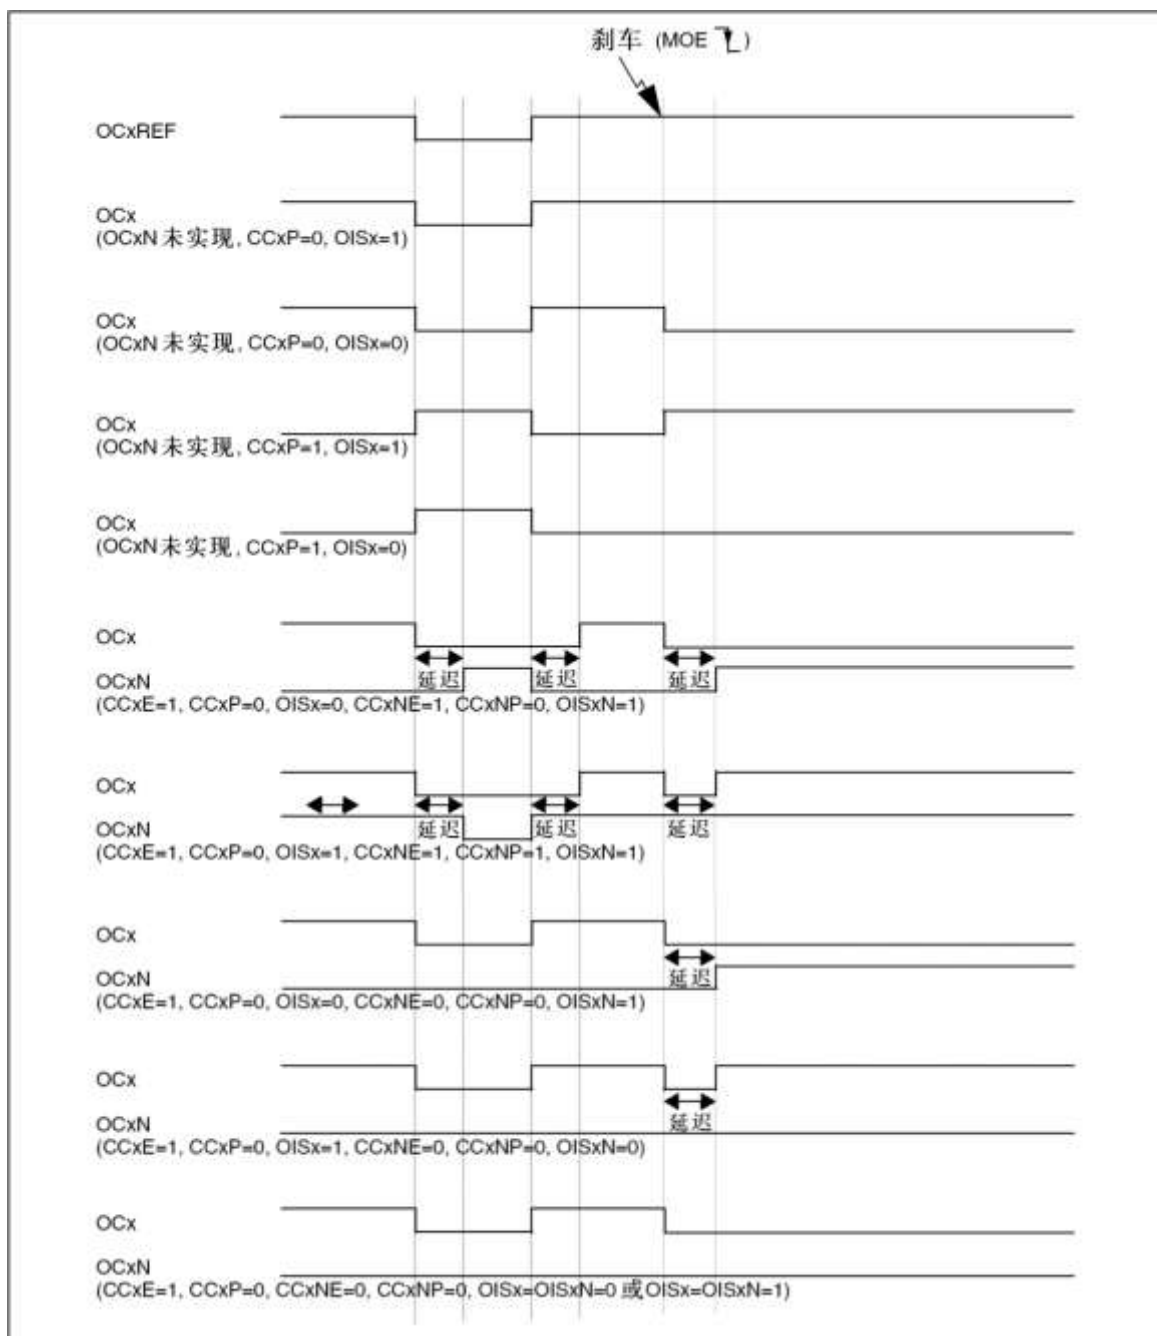 刹车 (MOE )
OCxREF
OCx
(OCxN 未实现, CCxP=0, OISx=1)
OCx
(OCxN 未实现, CCxP=0, OISx=0)
OCx
(OCxN 未实现, CCxP=1, OISx=1)
OCx
(OCxN 未实现, CCxP=1, OISx=0)
OCx
延迟 延迟 延迟
OCxN
(CCxE=1, CCxP=0, OISx=0, CCxNE=1, CCxNP=0, OISxN=1)
OCx
延迟 延迟 延迟
OCxN
(CCxE=1, CCxP=0, OISx=1, CCxNE=1, CCxNP=1, OISxN=1)
OCx
延迟
OCxN
(CCxE=1, CCxP=0, OISx=0, CCxNE=0, CCxNP=0, OISxN=1)
OCx
延迟
OCxN
(CCxE=1, CCxP=0, OISx=1, CCxNE=0, CCxNP=0, OISxN=0)
OCx
OCxN
(CCxE=1, CCxP=0, CCxNE=0, CCxNP=0, OISx=OISxN=0 或 OISx=OISxN=1)